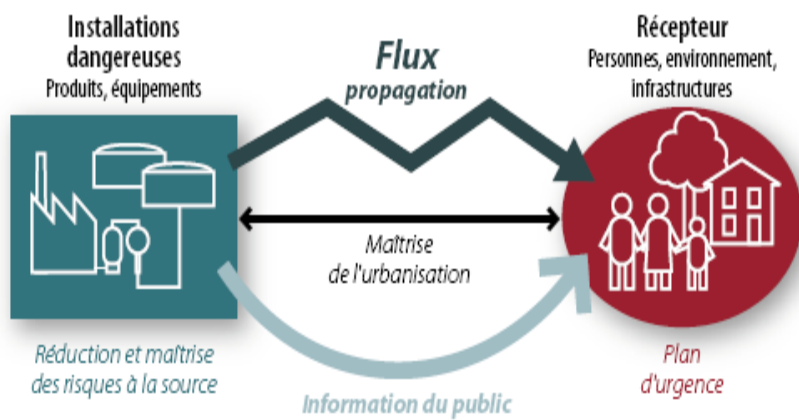 Installations
dangereuses
Produits, équipements
Flux
propagation
Récepteur
Personnes, environnement,
infrastructures
Maîtrise
de l'urbanisation
Réduction et maîtrise
des risques à la source
Information du public
Plan
d'urgence